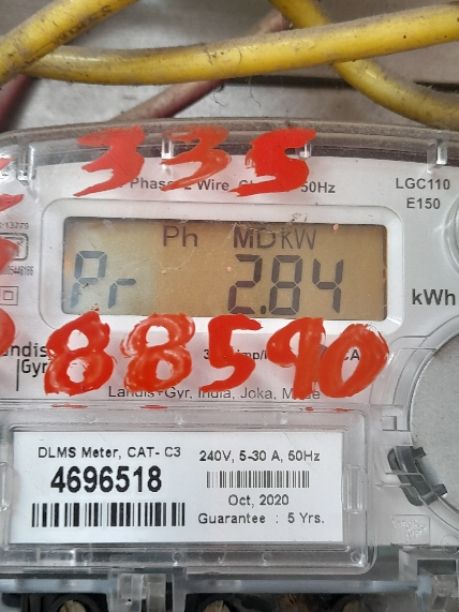 335
Phase, 2 Wire, 50Hz
LGC110
E150
Ph MDKW
Pr 2.84
kWh
88590
Gyr
Landis+Gyr, India, Joka,
DLMS Meter, CAT- C3
240V, 5-30 A, 50Hz
4696518
Oct, 2020
Guarantee : 5 Yrs.